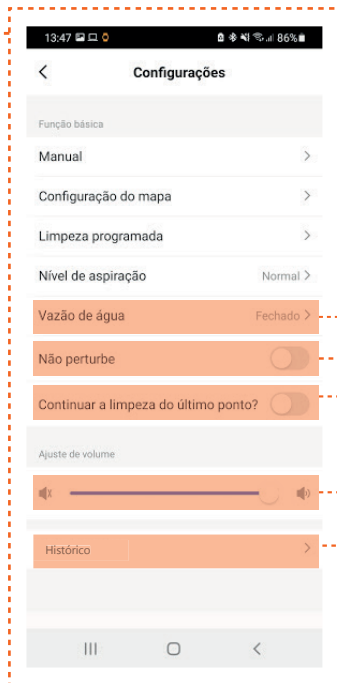 13:47 86%
Configurações
Função básica
Manual
Configuração do mapa
Limpeza programada
Nível de aspiração Normal
Vazão de água Fechado
Não perturbe
Continuar a limpeza do último ponto?
Ajuste de volume
Histórico